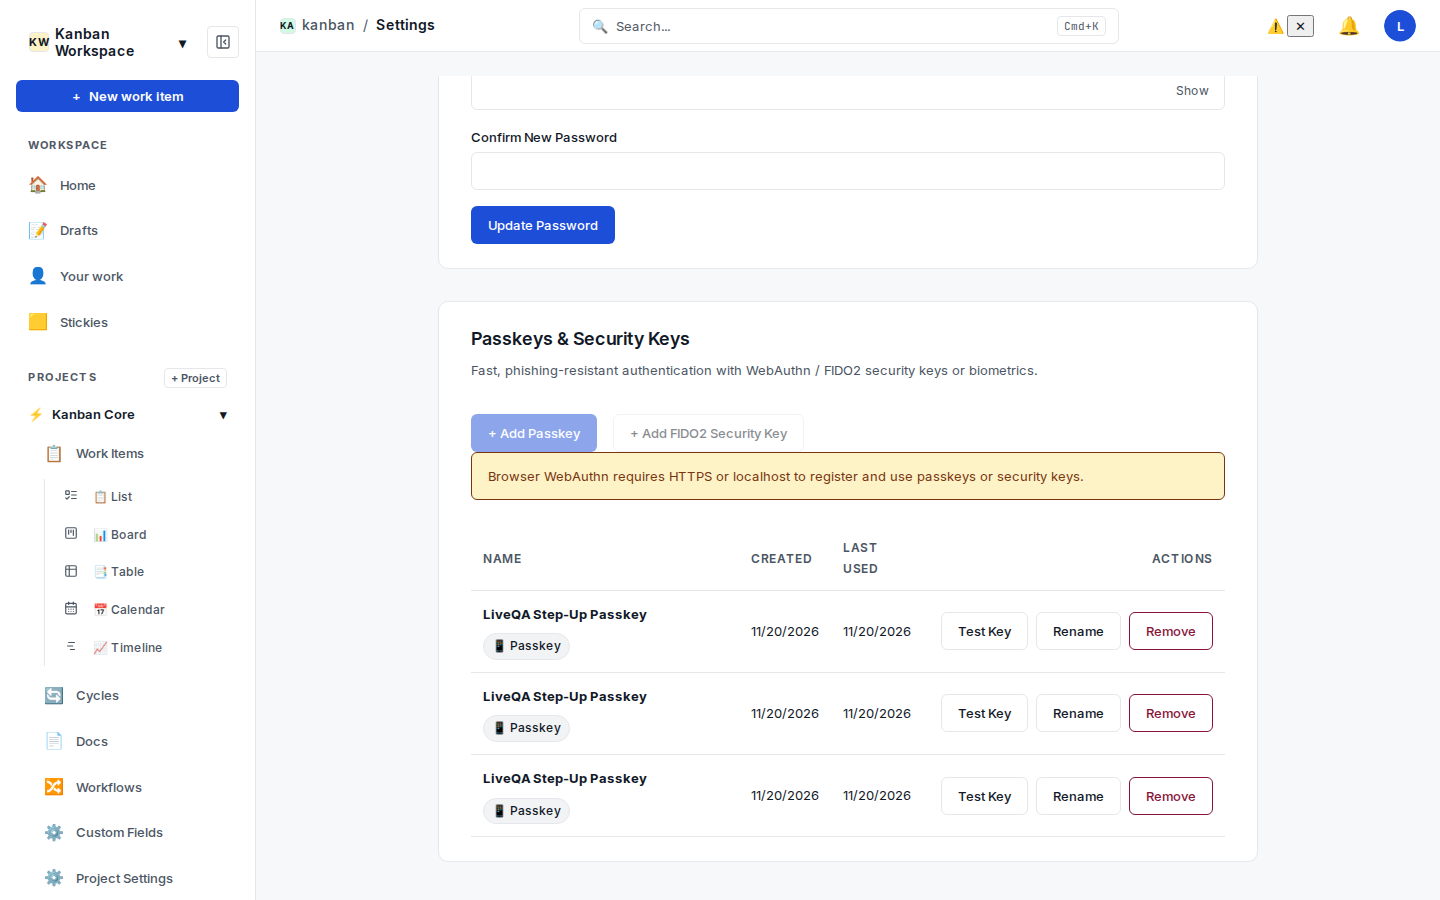 KW Kanban Workspace ▼
+ New work item
WORKSPACE
Home
Drafts
Your work
Stickies
PROJECTS + Project
Kanban Core ▼
Work Items
List
Board
Table
Calendar
Timeline
Cycles
Docs
Workflows
Custom Fields
Project Settings
KA kanban / Settings
Search... Cmd+K
✕ L
Show
Confirm New Password
Update Password
Passkeys & Security Keys
Fast, phishing-resistant authentication with WebAuthn / FIDO2 security keys or biometrics.
+ Add Passkey + Add FIDO2 Security Key
Browser WebAuthn requires HTTPS or localhost to register and use passkeys or security keys.
NAME CREATED LAST USED ACTIONS
LiveQA Step-Up Passkey
Passkey
11/20/2026 11/20/2026 Test Key Rename Remove
LiveQA Step-Up Passkey
Passkey
11/20/2026 11/20/2026 Test Key Rename Remove
LiveQA Step-Up Passkey
Passkey
11/20/2026 11/20/2026 Test Key Rename Remove